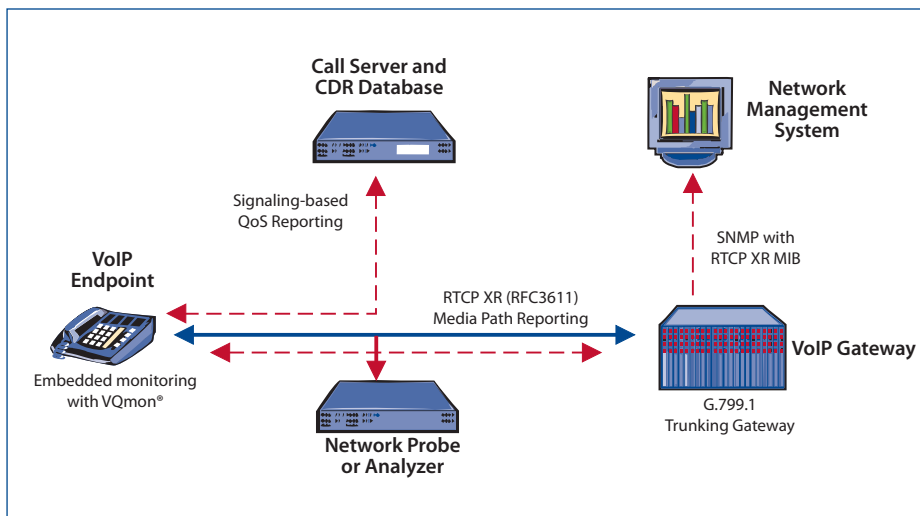 Call Server and
CDR Database
Network
Management
System
Signaling-based
QoS Reporting
SNMP with
RTCP XR MIB
VoIP
Endpoint
RTCP XR (RFC3611)
Media Path Reporting
VoIP Gateway
Embedded monitoring
with VQmon®
G.799.1
Trunking Gateway
Network Probe
or Analyzer